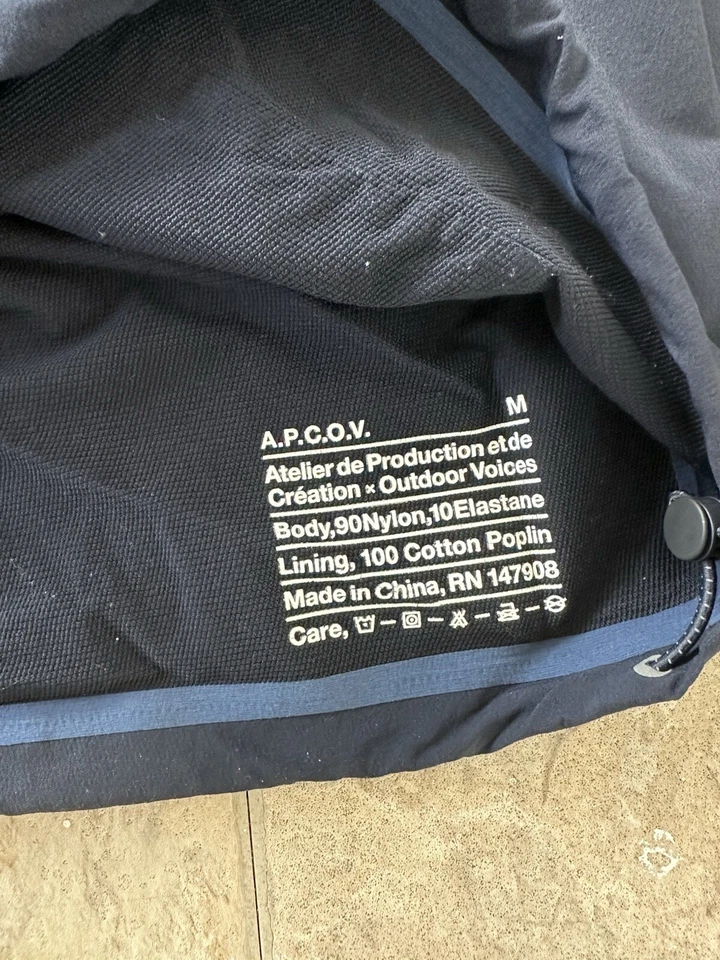 A.P.C.O.V. M
Atelier de Production et de
Création × Outdoor Voices
Body,90Nylon,10Elastane
Lining, 100 Cotton Poplin
Made in China, RN 147908
Care,